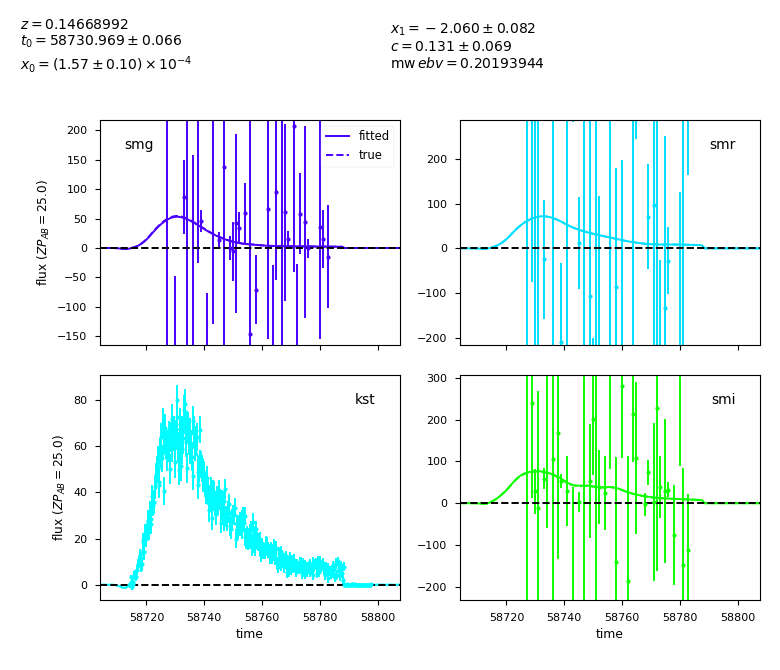 z = 0.14668992
t₀ = 58730.969 ± 0.066
x₀ = (1.57 ± 0.10) × 10⁻⁴
x₁ = −2.060 ± 0.082
c = 0.131 ± 0.069
mwebv = 0.20193944
smg
fitted
true
200
150
100
50
0
−50
−100
−150
flux (ZP_AB = 25.0)
smr
200
100
0
−100
−200
kst
80
60
40
20
0
flux (ZP_AB = 25.0)
58720 58740 58760 58780 58800
time
smi
300
200
100
0
−100
−200
58720 58740 58760 58780 58800
time